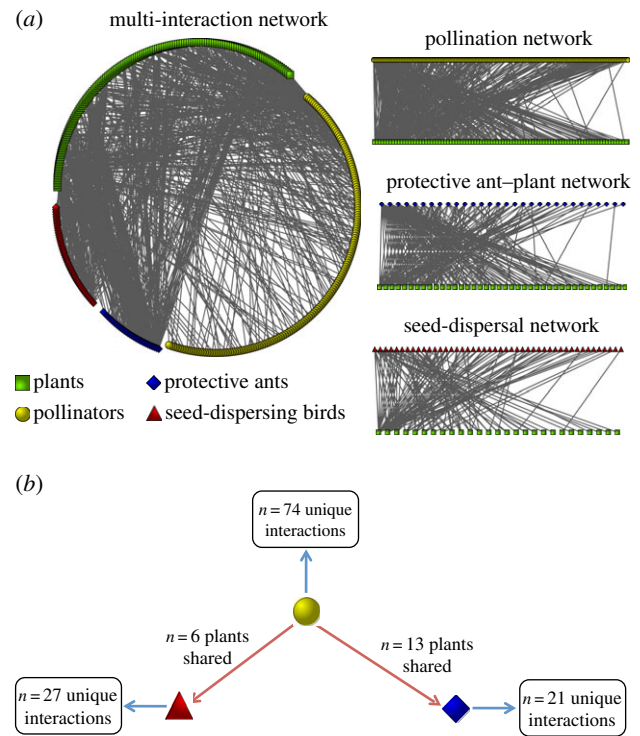 (a)
multi-interaction network
pollination network
protective ant–plant network
seed-dispersal network
plants
protective ants
pollinators
seed-dispersing birds
(b)
n = 74 unique
interactions
n = 6 plants
shared
n = 13 plants
shared
n = 27 unique
interactions
n = 21 unique
interactions